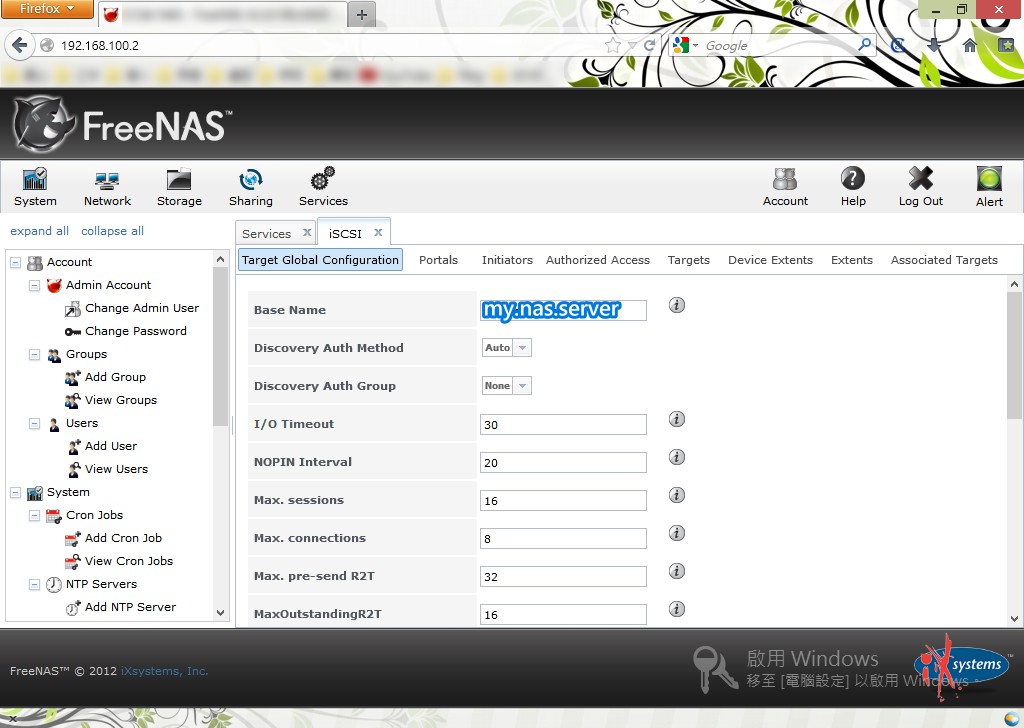 Firefox
192.168.100.2
Google
FreeNAS™
System
Network
Storage
Sharing
Services
Account
Help
Log Out
Alert
expand all
collapse all
Account
Admin Account
Change Admin User
Change Password
Groups
Add Group
View Groups
Users
Add User
View Users
System
Cron Jobs
Add Cron Job
View Cron Jobs
NTP Servers
Add NTP Server
Services
iSCSI
Target Global Configuration
Portals
Initiators
Authorized Access
Targets
Device Extents
Extents
Associated Targets
Base Name
my.nas.server
Discovery Auth Method
Auto
Discovery Auth Group
None
I/O Timeout
30
NOPIN Interval
20
Max. sessions
16
Max. connections
8
Max. pre-send R2T
32
MaxOutstandingR2T
16
FreeNAS™ © 2012 iXsystems, Inc.
啟用 Windows
移至 [電腦設定] 以啟用 Windows。
iXsystems™